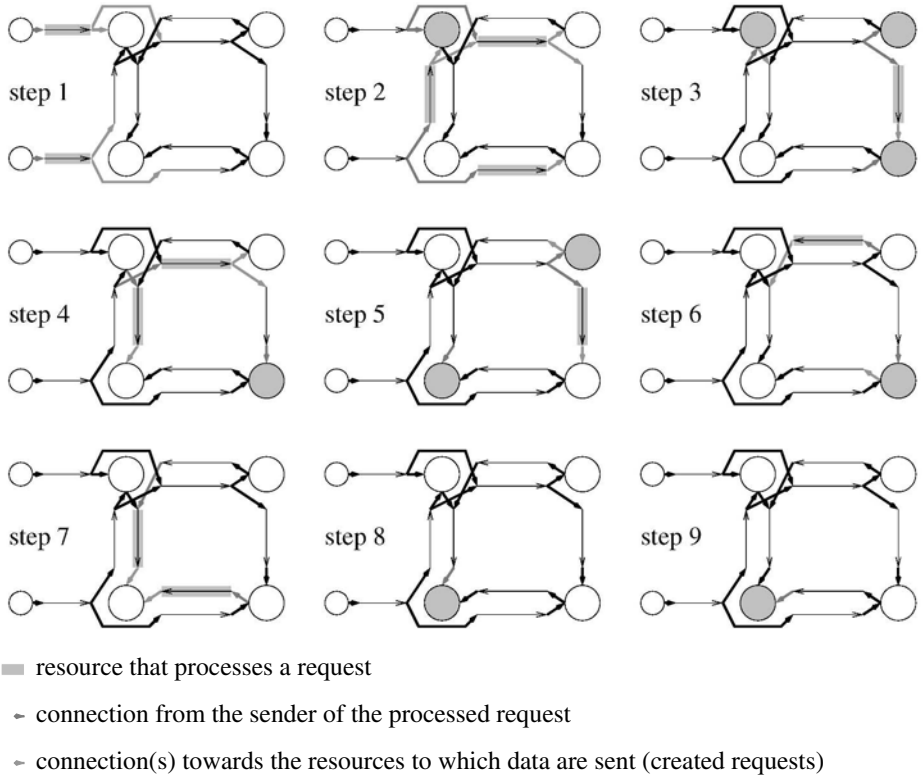 step 1
step 2
step 3
step 4
step 5
step 6
step 7
step 8
step 9
resource that processes a request
connection from the sender of the processed request
connection(s) towards the resources to which data are sent (created requests)